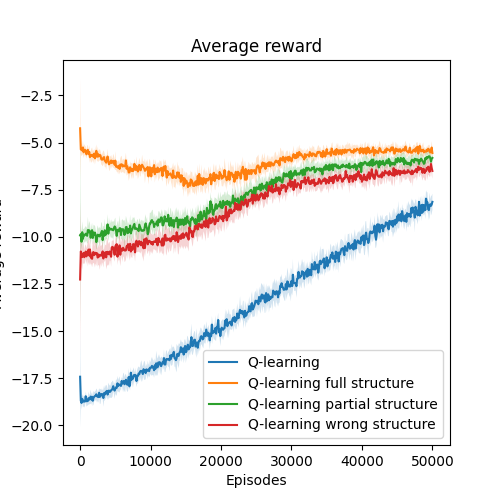 Average reward
−2.5
−5.0
−7.5
−10.0
−12.5
−15.0
−17.5
−20.0
0 10000 20000 30000 40000 50000
Episodes
Q-learning
Q-learning full structure
Q-learning partial structure
Q-learning wrong structure